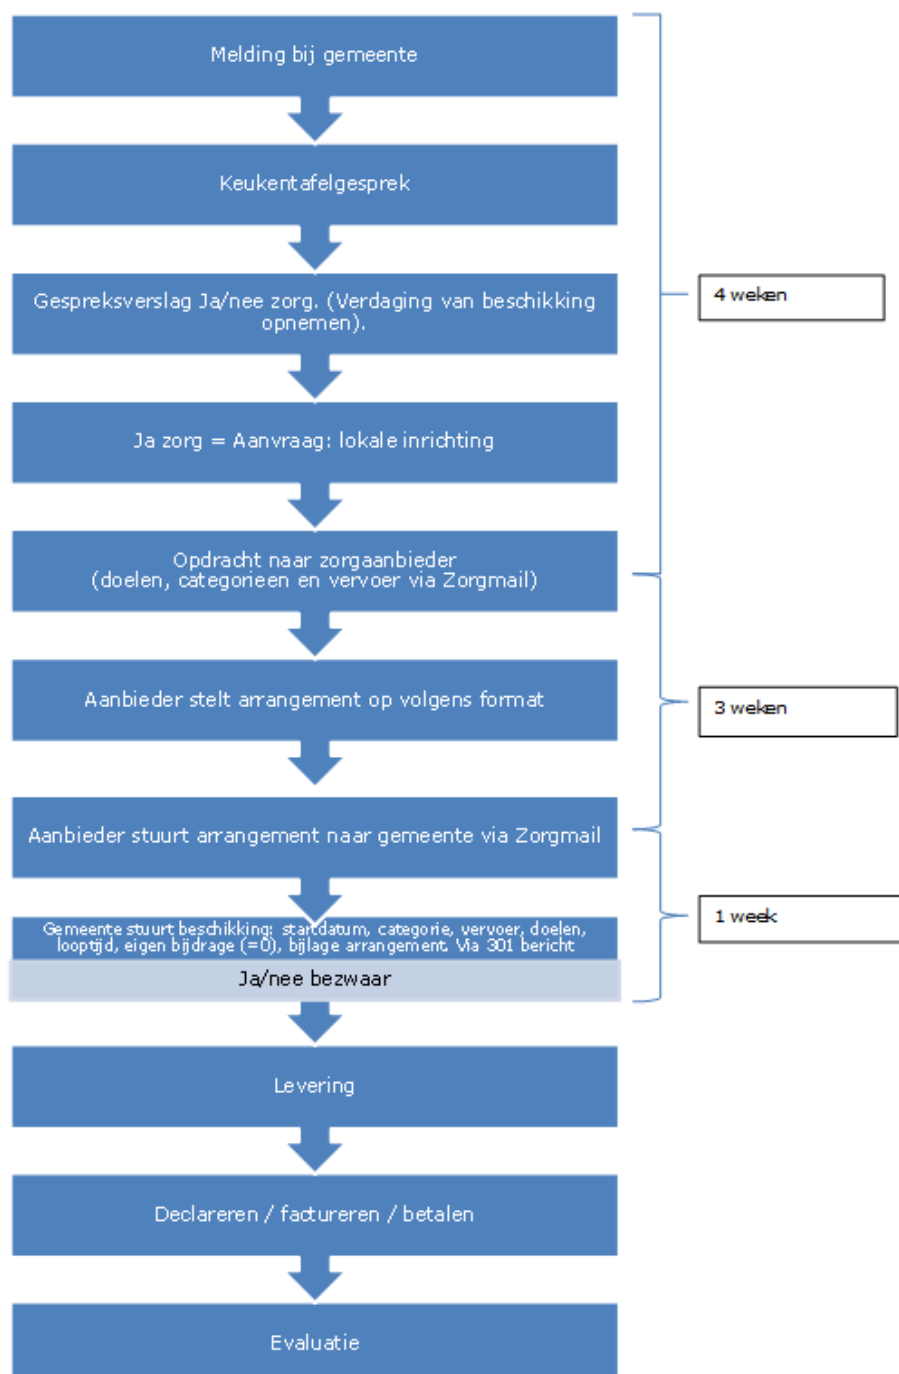 Melding bij gemeente
Keukentafelgesprek
Gespreksverslag Ja/nee zorg. (Verdaging van beschikking
opnemen).
4 weken
Ja zorg = Aanvraag: lokale inrichting
Opdracht naar zorgaanbieder
(doelen, categorieen en vervoer via Zorgmail)
Aanbieder stelt arrangement op volgens format
3 weken
Aanbieder stuurt arrangement naar gemeente via Zorgmail
Gemeente stuurt beschikking: startdatum, categorie, vervoer, doelen,
looptijd, eigen bijdrage (=0), bijlage arrangement. Via 301 bericht
1 week
Ja/nee bezwaar
Levering
Declareren / factureren / betalen
Evaluatie